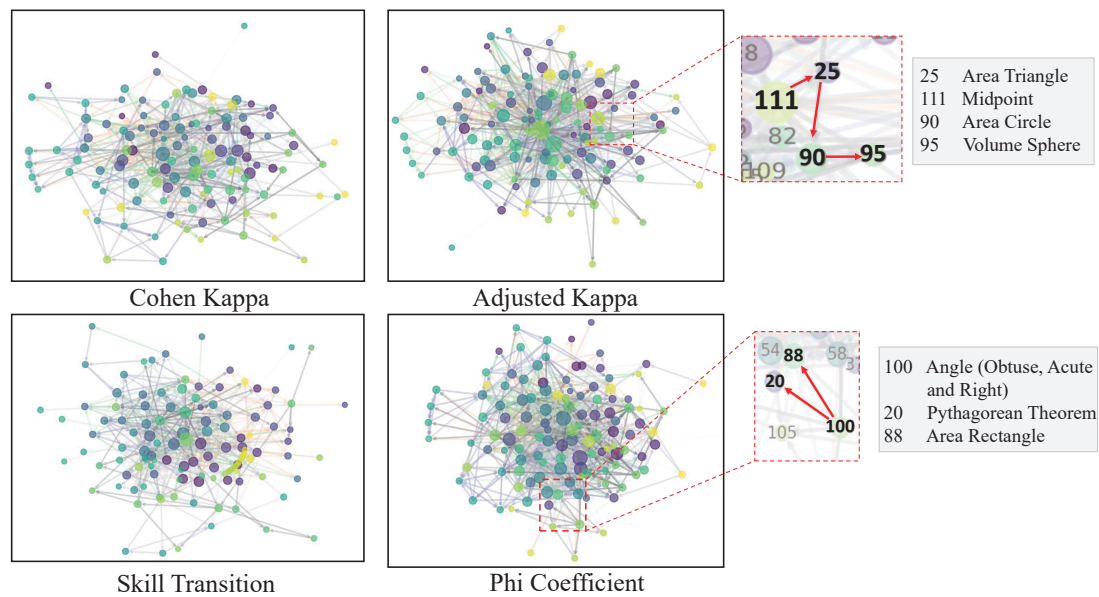 8
25
111
82
90
95
109
25 Area Triangle
111 Midpoint
90 Area Circle
95 Volume Sphere
Cohen Kappa
Adjusted Kappa
54
88
58
20
100
105
100 Angle (Obtuse, Acute
and Right)
20 Pythagorean Theorem
88 Area Rectangle
Skill Transition
Phi Coefficient